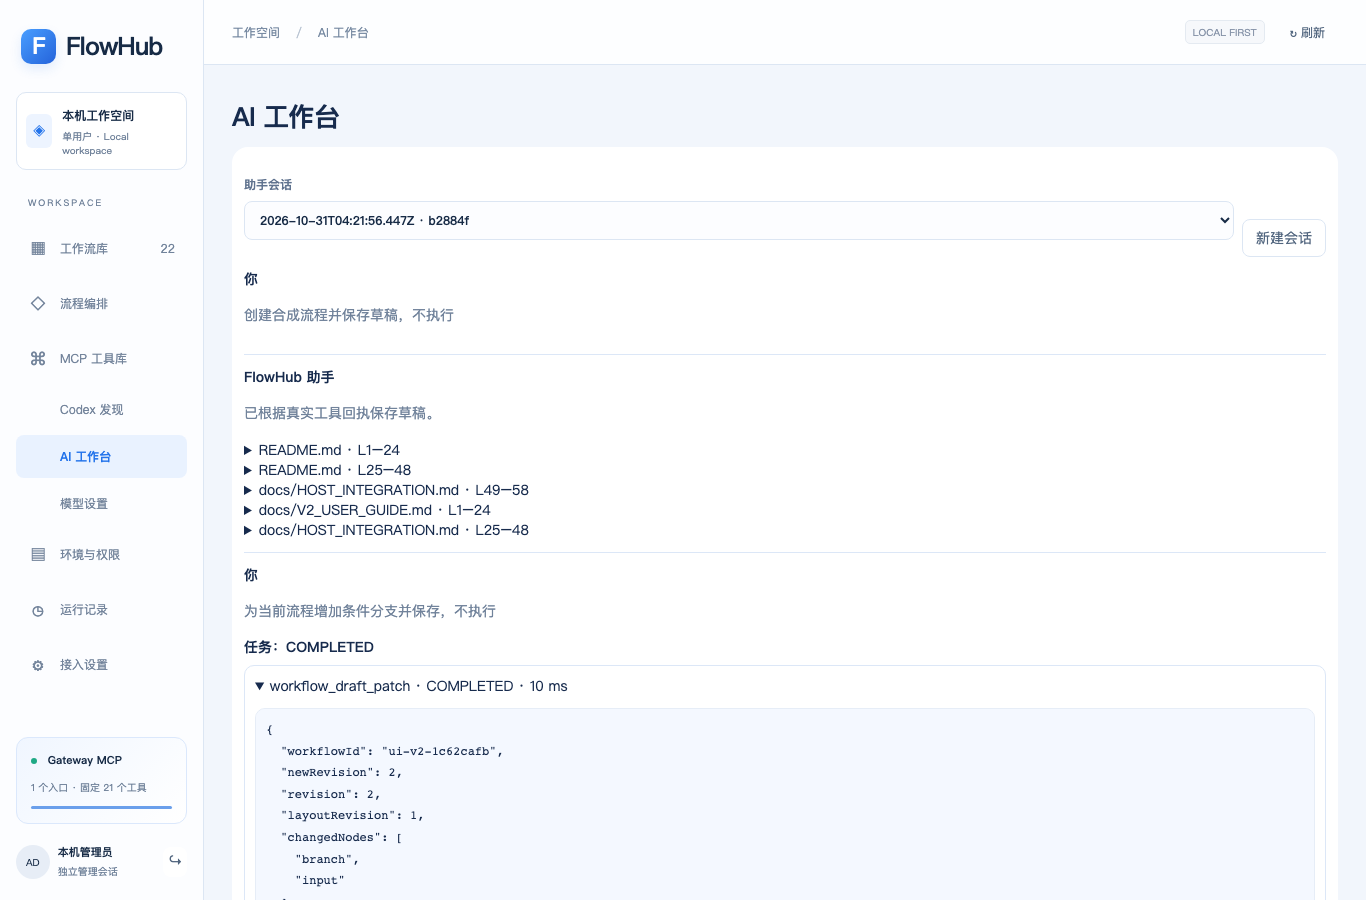 F FlowHub
本机工作空间
单用户 · Local
workspace
WORKSPACE
工作流库 22
流程编排
MCP 工具库
Codex 发现
AI 工作台
模型设置
环境与权限
运行记录
接入设置
Gateway MCP
1 个入口 · 固定 21 个工具
AD
本机管理员
独立管理会话
工作空间 / AI 工作台
LOCAL FIRST
刷新
AI 工作台
助手会话
2026-10-31T04:21:56.447Z · b2884f
新建会话
你
创建合成流程并保存草稿，不执行
FlowHub 助手
已根据真实工具回执保存草稿。
README.md · L1—24
README.md · L25—48
docs/HOST_INTEGRATION.md · L49—58
docs/V2_USER_GUIDE.md · L1—24
docs/HOST_INTEGRATION.md · L25—48
你
为当前流程增加条件分支并保存，不执行
任务：COMPLETED
workflow_draft_patch · COMPLETED · 10 ms
{
"workflowId": "ui-v2-1c62cafb",
"newRevision": 2,
"revision": 2,
"layoutRevision": 1,
"changedNodes": [
"branch",
"input"